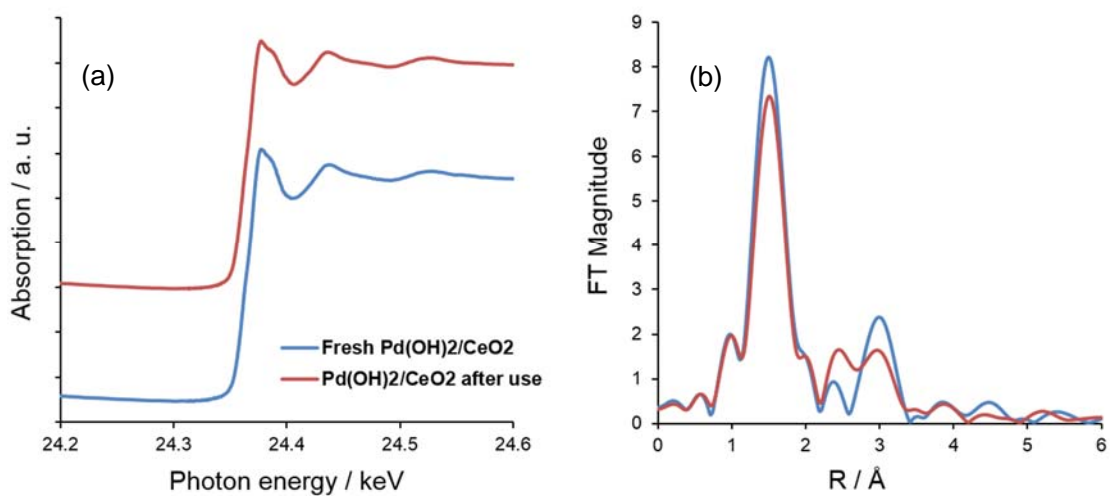 (a)
Absorption / a. u.
Fresh Pd(OH)2/CeO2
Pd(OH)2/CeO2 after use
24.2 24.3 24.4 24.5 24.6
Photon energy / keV
(b)
FT Magnitude
9
8
7
6
5
4
3
2
1
0
0 1 2 3 4 5 6
R / Å